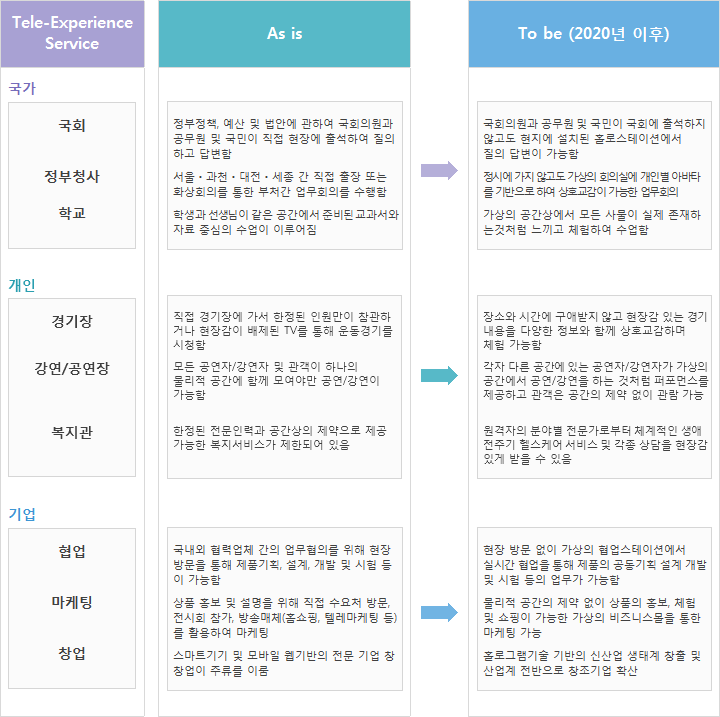 Tele-Experience
Service
As is
To be (2020년 이후)
국가
국회
정부정책, 예산 및 법안에 관하여 국회의원과
공무원 및 국민이 직접 현장에 출석하여 질의
하고 답변함
국회의원과 공무원 및 국민이 국회에 출석하지
않고도 현지에 설치된 홀로스테이션에서
질의 답변이 가능함
정부청사
서울·과천·대전·세종 간 직접 출장 또는
화상회의를 통한 부처간 업무회의를 수행함
정시에 가지 않고도 가상의 회의실에 개인별 아바타
를 기반으로 하여 상호교감이 가능한 업무회의
학교
학생과 선생님이 같은 공간에서 준비된 교과서와
자료 중심의 수업이 이루어짐
가상의 공간상에서 모든 사물이 실제 존재하
는것처럼 느끼고 체험하여 수업함
개인
경기장
직접 경기장에 가서 한정된 인원만이 참관하
거나 현장감이 배제된 TV를 통해 운동경기를
시청함
장소와 시간에 구애받지 않고 현장감 있는 경기
내용을 다양한 정보와 함께 상호교감하며
체험 가능함
강연/공연장
모든 공연자/강연자 및 관객이 하나의
물리적 공간에 함께 모여야만 공연/강연이
가능함
각자 다른 공간에 있는 공연자/강연자가 가상의
공간에서 공연/강연을 하는 것처럼 퍼포먼스를
제공하고 관객은 공간의 제약 없이 관람 가능
복지관
한정된 전문인력과 공간상의 제약으로 제공
가능한 복지서비스가 제한되어 있음
원격자의 분야별 전문가로부터 체계적인 생애
전주기 헬스케어 서비스 및 각종 상담을 현장감
있게 받을 수 있음
기업
협업
국내외 협력업체 간의 업무협의를 위해 현장
방문을 통해 제품기획, 설계, 개발 및 시험 등
이 가능함
현장 방문 없이 가상의 협업스테이션에서
실시간 협업을 통해 제품의 공동기획 설계 개발
및 시험 등의 업무가 가능함
마케팅
상품 홍보 및 설명을 위해 직접 수요처 방문,
전시회 참가, 방송매체(홈쇼핑, 텔레마케팅 등)
를 활용하여 마케팅
물리적 공간의 제약 없이 상품의 홍보, 체험
및 쇼핑이 가능한 가상의 비즈니스몰을 통한
마케팅 가능
창업
스마트기기 및 모바일 웹기반의 전문 기업 창
창업이 주류를 이룸
홀로그램기술 기반의 신산업 생태계 창출 및
산업계 전반으로 창조기업 확산